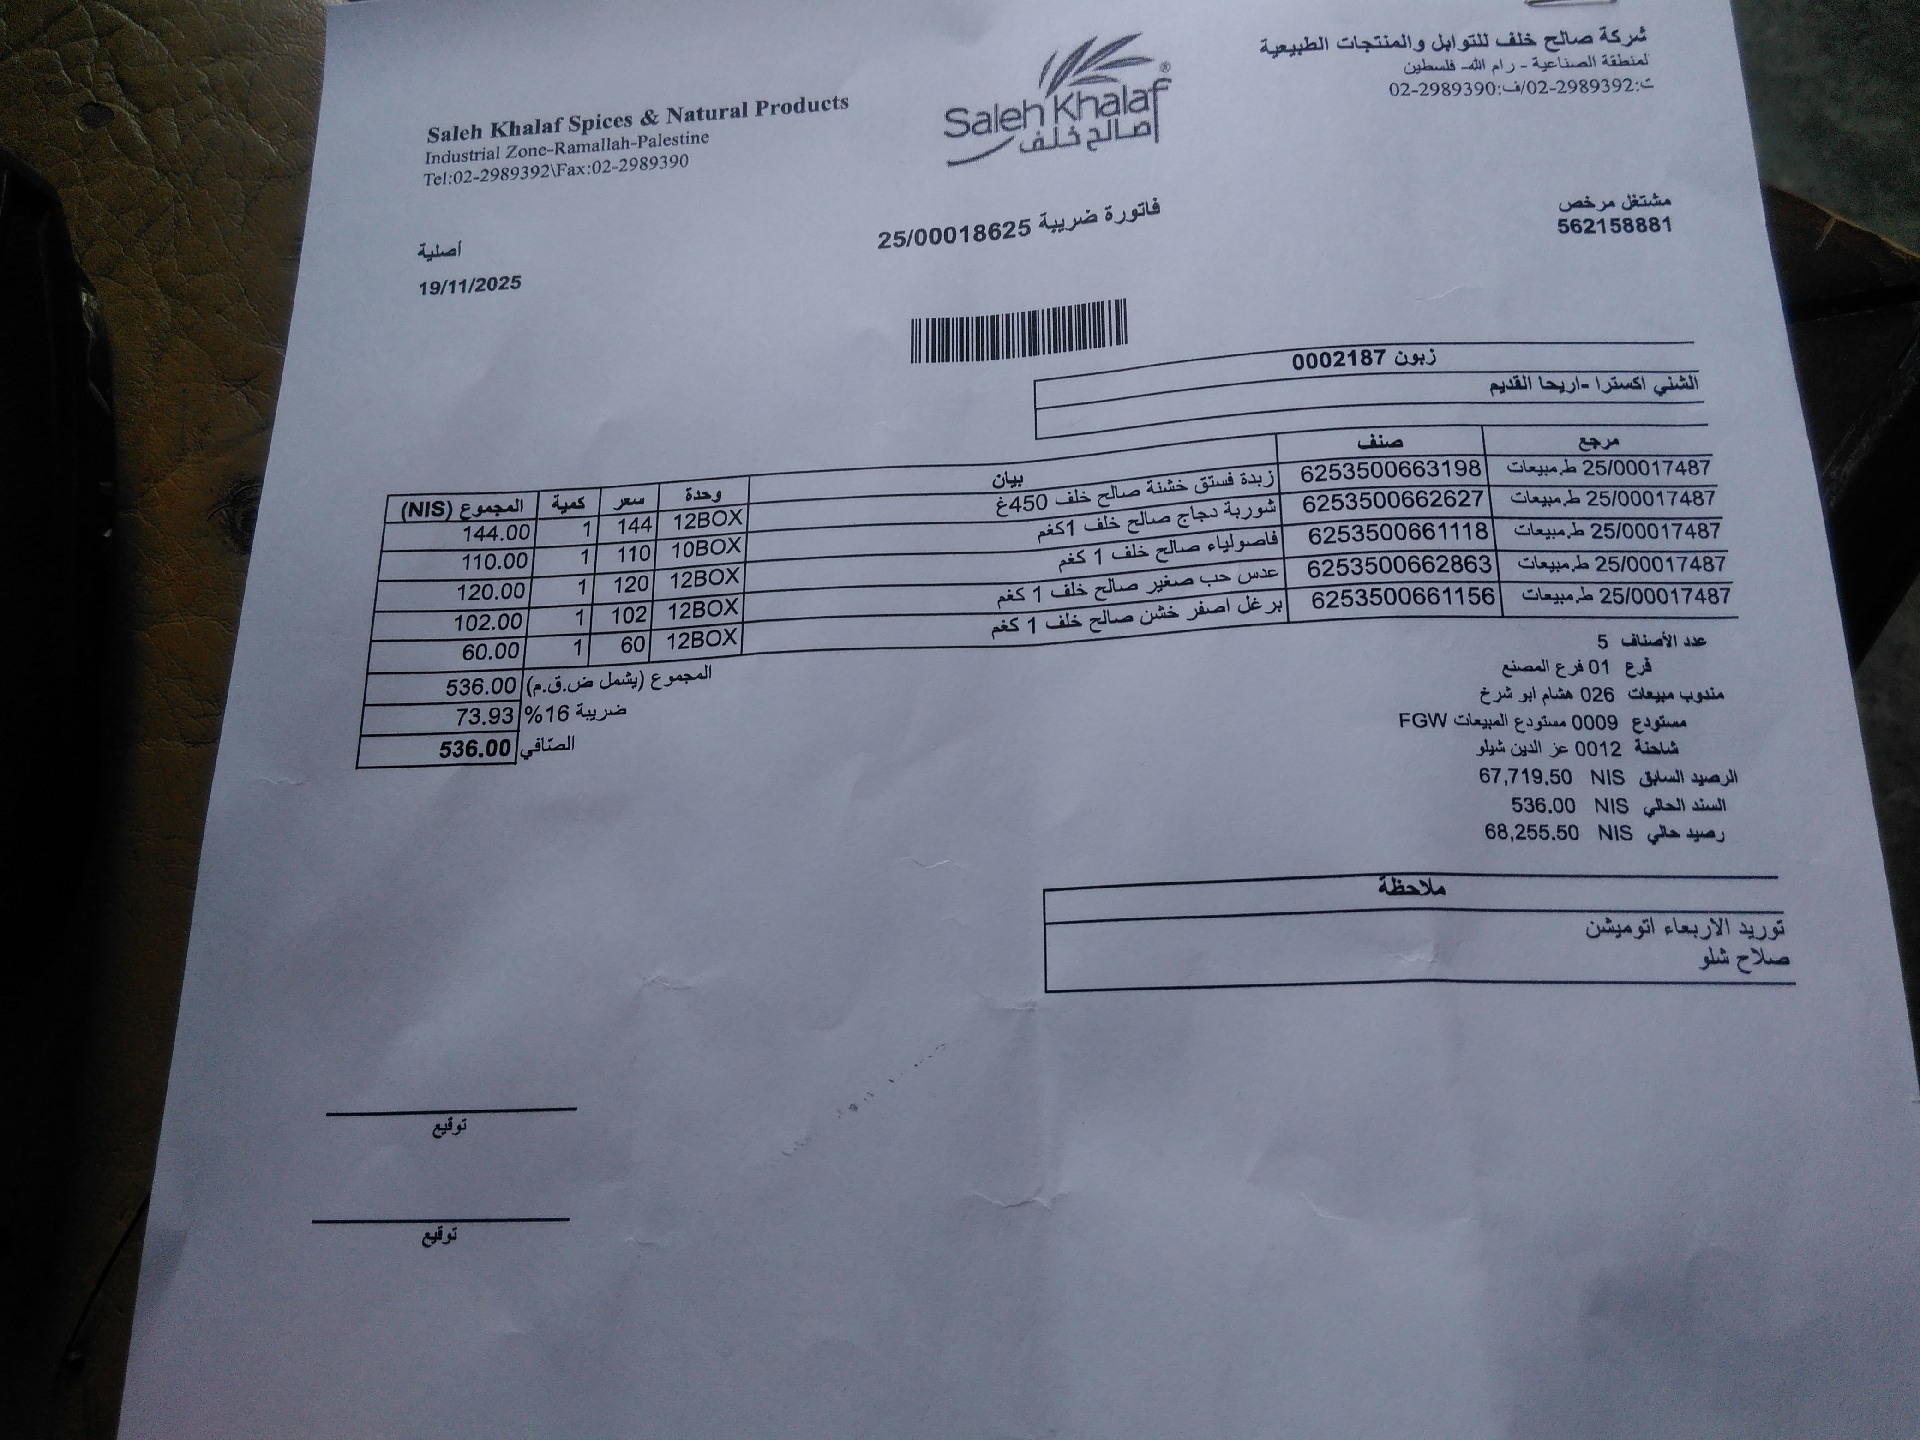 Saleh Khalaf Spices & Natural Products
Industrial Zone-Ramallah-Palestine
Tel:02-2989392\Fax:02-2989390
Saleh Khalaf®
صالح خلف
شركة صالح خلف للتوابل والمنتجات الطبيعية
لمنطقة الصناعية - رام الله- فلسطين
ت:02-2989392/ف:02-2989390
مشتغل مرخص
562158881
فاتورة ضريبة 25/00018625
أصلية
19/11/2025
زبون 0002187
الشني اكسترا -اريحا القديم
مرجع صنف بيان وحدة سعر كمية المجموع (NIS)
25/00017487 ط.مبيعات 6253500663198 زبدة فستق خشنة صالح خلف 450غ 12BOX 144 1 144.00
25/00017487 ط.مبيعات 6253500662627 شوربة دجاج صالح خلف 1كغم 10BOX 110 1 110.00
25/00017487 ط.مبيعات 6253500661118 فاصولياء صالح خلف 1 كغم 12BOX 120 1 120.00
25/00017487 ط.مبيعات 6253500662863 عدس حب صغير صالح خلف 1 كغم 12BOX 102 1 102.00
25/00017487 ط.مبيعات 6253500661156 برغل اصفر خشن صالح خلف 1 كغم 12BOX 60 1 60.00
المجموع (يشمل ض.ق.م) 536.00
ضريبة 16% 73.93
الصّافي 536.00
عدد الأصناف 5
فرع 01 فرع المصنع
مندوب مبيعات 026 هشام ابو شرخ
مستودع 0009 مستودع المبيعات FGW
شاحنة 0012 عز الدين شيلو
الرصيد السابق NIS 67,719.50
السند الحالي NIS 536.00
رصيد حالي NIS 68,255.50
ملاحظة
توريد الاربعاء اتوميشن
صلاح شلو
توقيع
توقيع